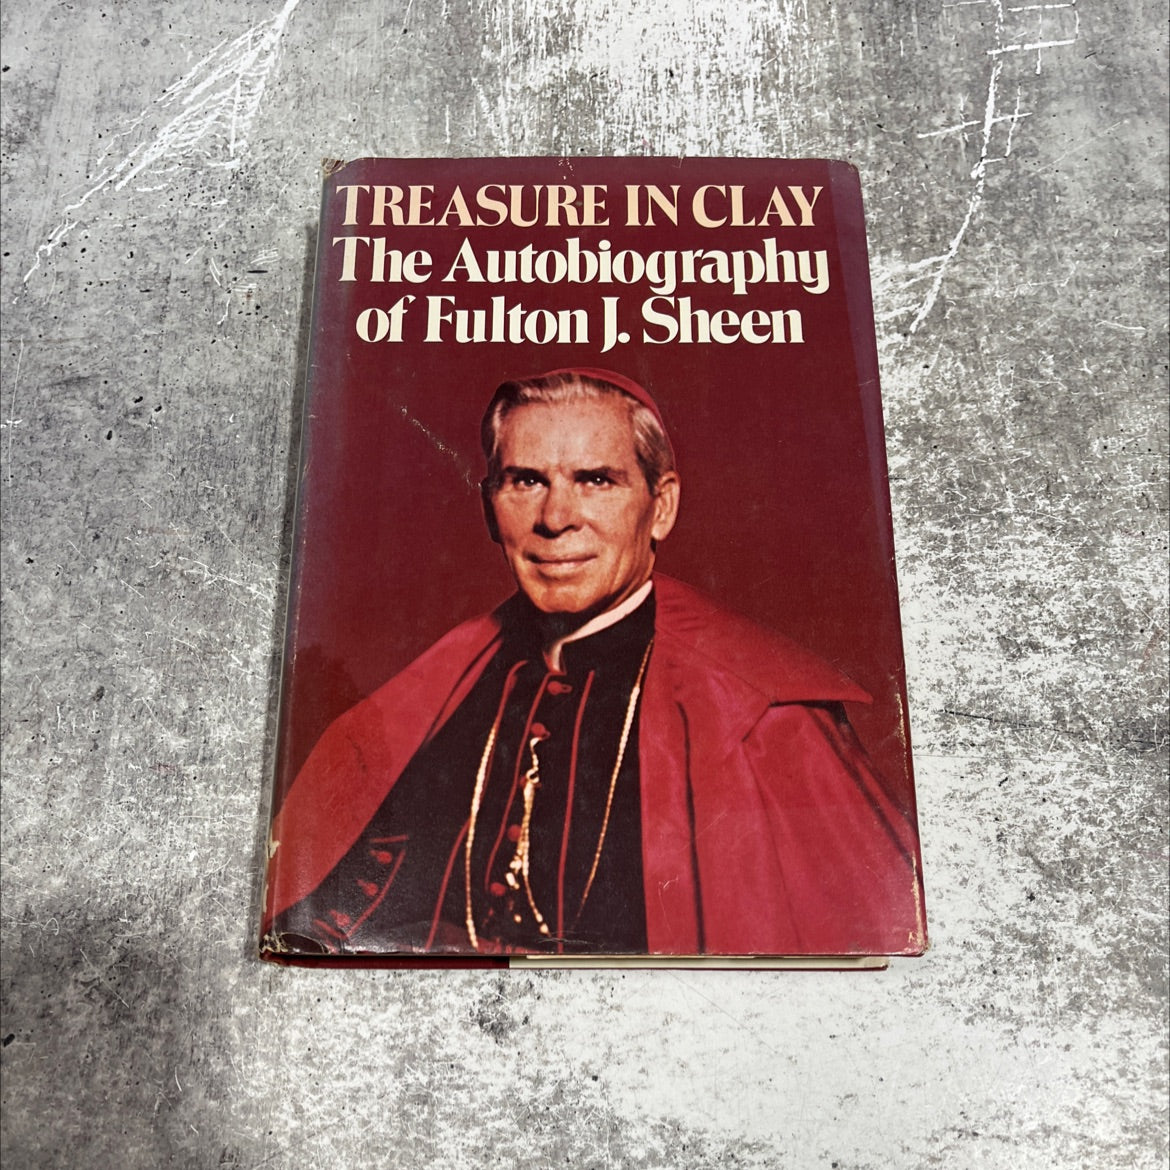 TREASURE IN CLAY
The Autobiography
of Fulton J. Sheen